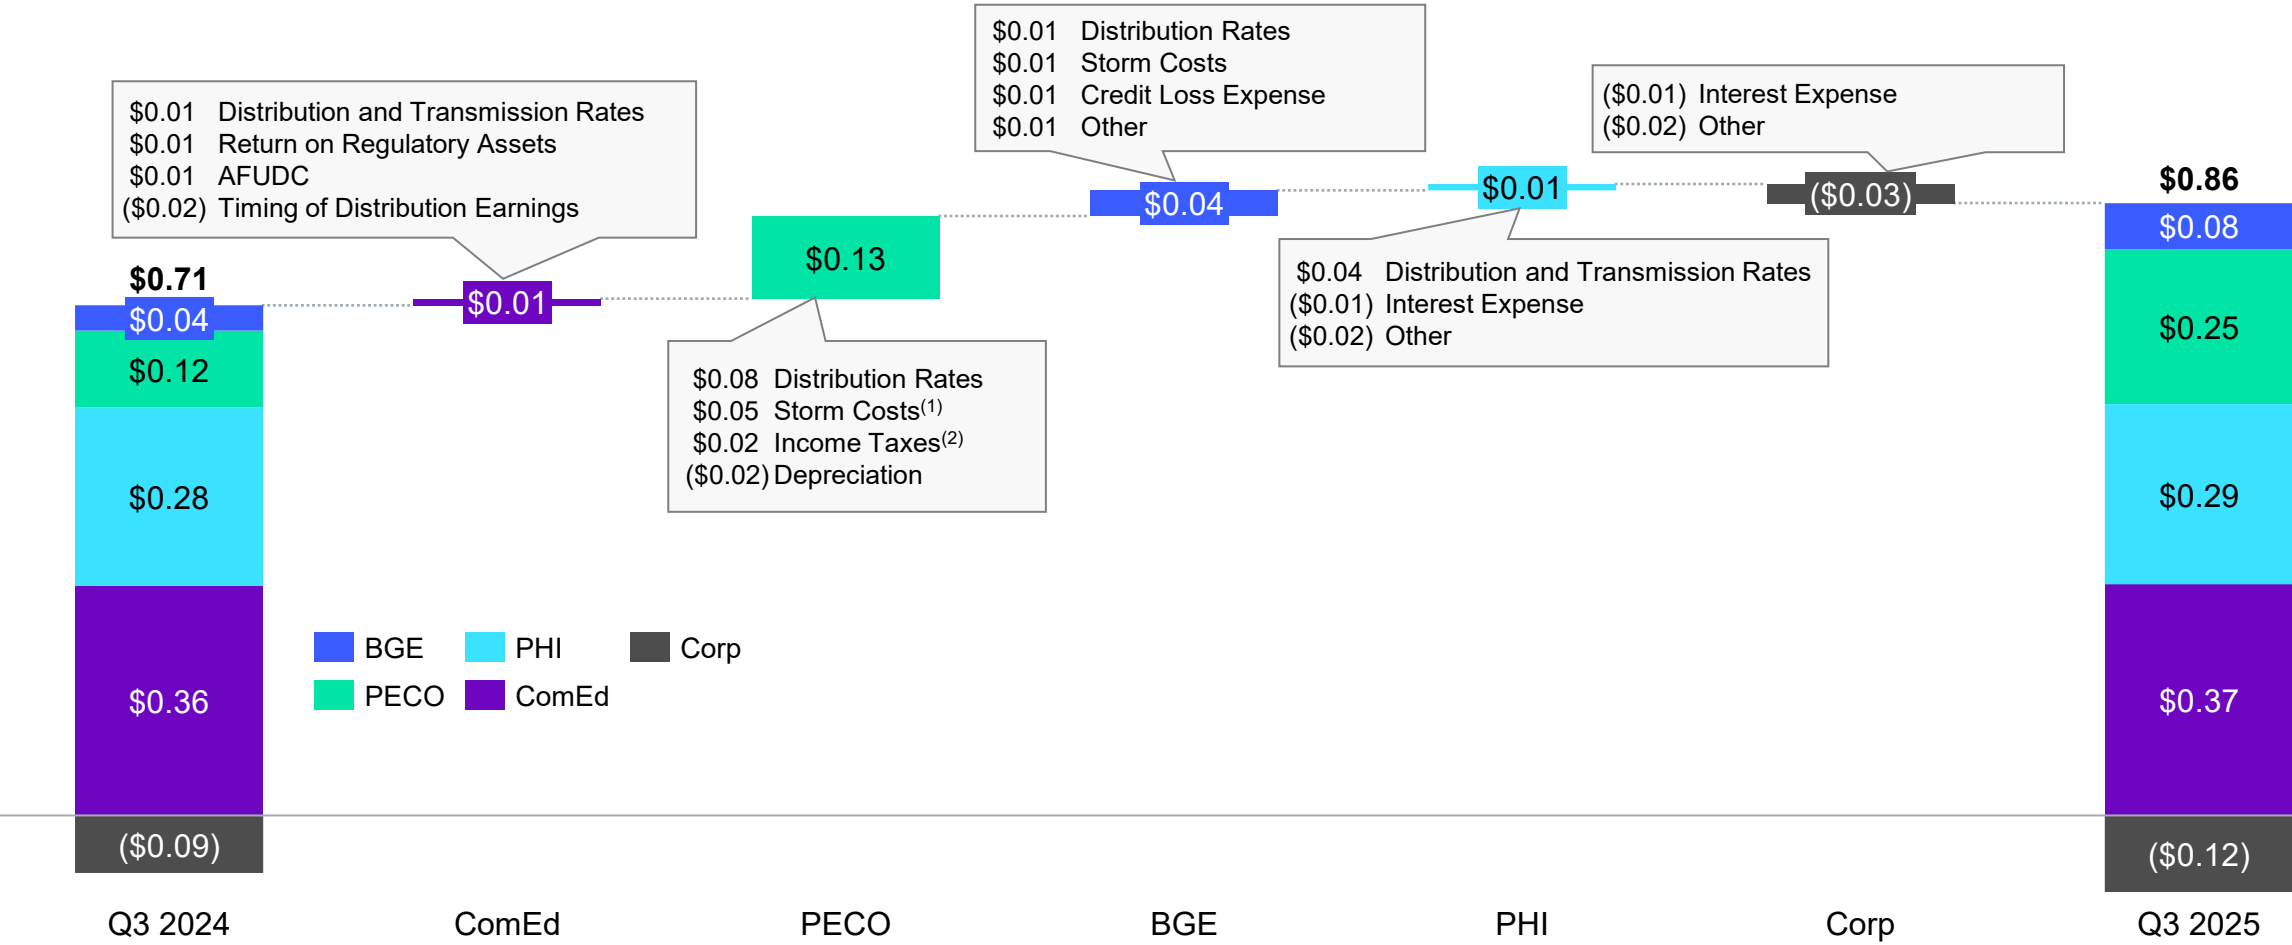 $0.01 Distribution Rates
$0.01 Storm Costs
$0.01 Credit Loss Expense
$0.01 Other
$0.01 Distribution and Transmission Rates
$0.01 Return on Regulatory Assets
$0.01 AFUDC
($0.02) Timing of Distribution Earnings
($0.01) Interest Expense
($0.02) Other
$0.71
$0.04
$0.12
$0.28
$0.36
($0.09)
$0.01
$0.13
$0.08 Distribution Rates
$0.05 Storm Costs(1)
$0.02 Income Taxes(2)
($0.02) Depreciation
$0.04
$0.01
$0.04 Distribution and Transmission Rates
($0.01) Interest Expense
($0.02) Other
($0.03)
$0.86
$0.08
$0.25
$0.29
$0.37
($0.12)
BGE PHI Corp
PECO ComEd
Q3 2024 ComEd PECO BGE PHI Corp Q3 2025